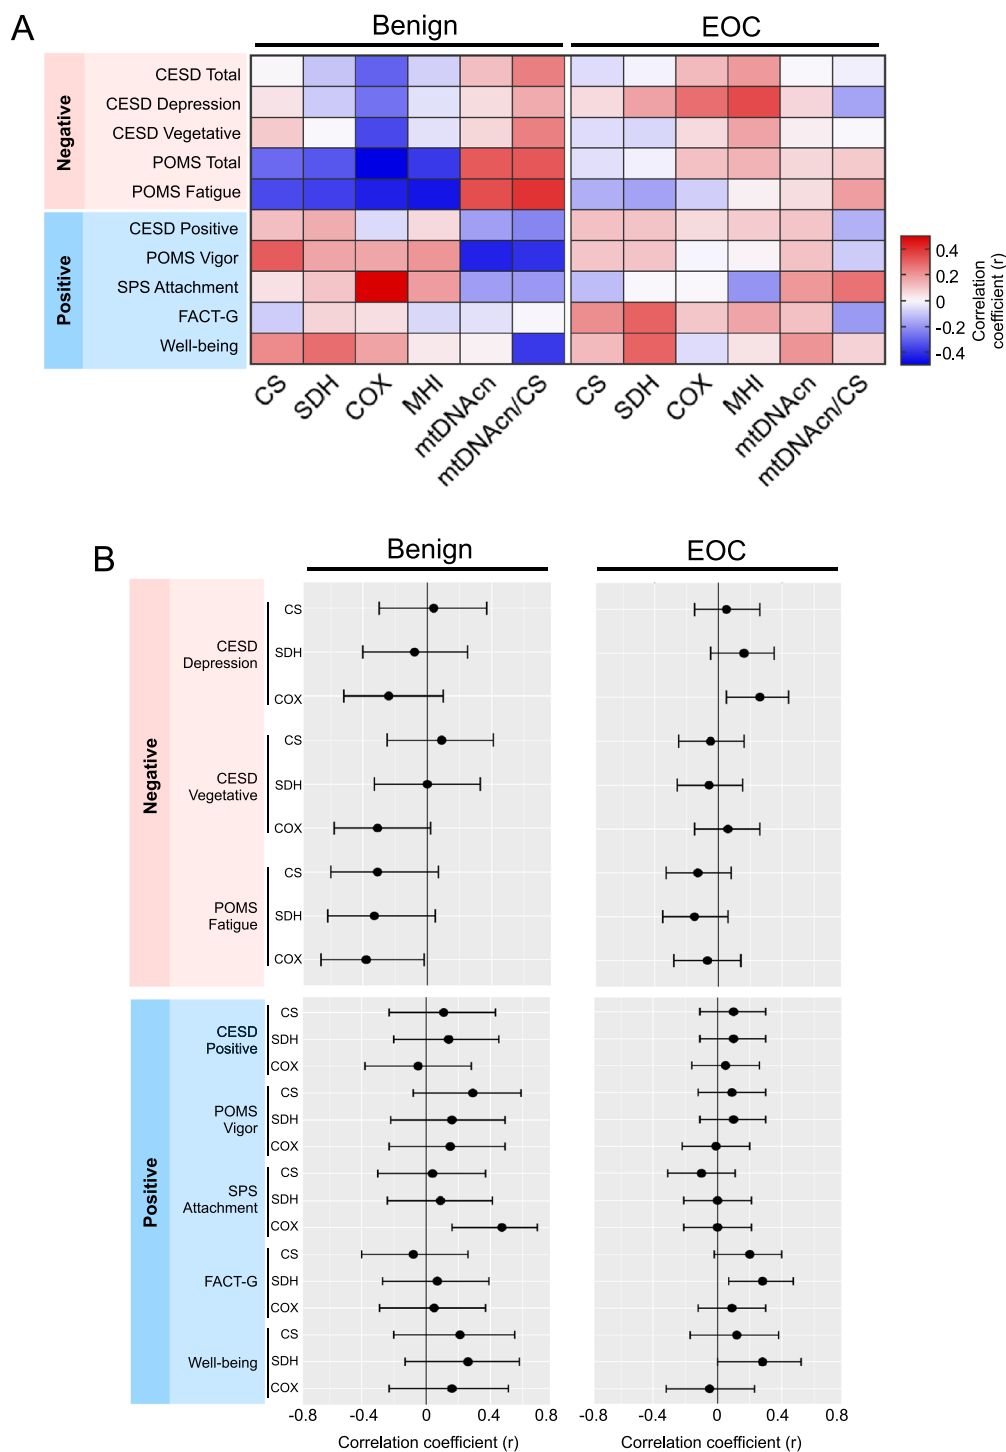 A
Benign
EOC
Negative
CESD Total
CESD Depression
CESD Vegetative
POMS Total
POMS Fatigue
Positive
CESD Positive
POMS Vigor
SPS Attachment
FACT-G
Well-being
CS
SDH
COX
MHI
mtDNAcn
mtDNAcn/CS
CS
SDH
COX
MHI
mtDNAcn
mtDNAcn/CS
0.4
0.2
0
-0.2
-0.4
Correlation
coefficient (r)
B
Benign
EOC
Negative
CESD
Depression
CS
SDH
COX
CESD
Vegetative
CS
SDH
COX
POMS
Fatigue
CS
SDH
COX
Positive
CESD
Positive
CS
SDH
COX
POMS
Vigor
CS
SDH
COX
SPS
Attachment
CS
SDH
COX
FACT-G
CS
SDH
COX
Well-being
CS
SDH
COX
-0.8
-0.4
0
0.4
0.8
Correlation coefficient (r)
-0.8
-0.4
0
0.4
0.8
Correlation coefficient (r)